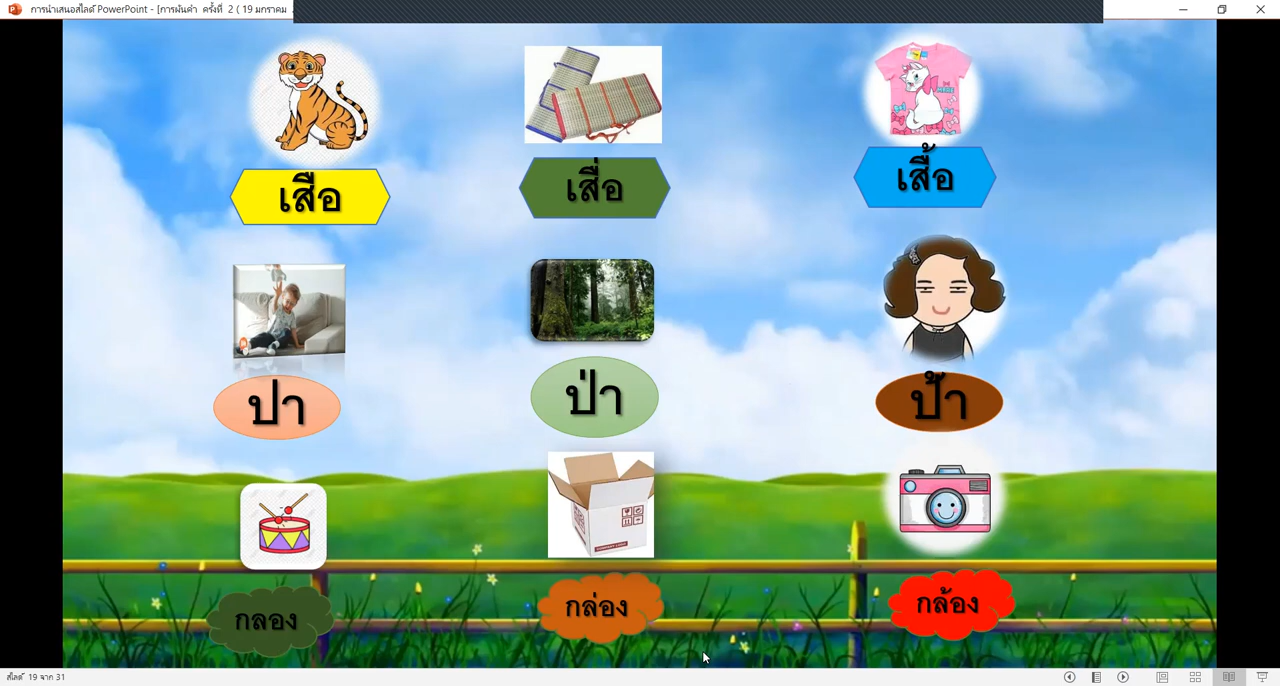 การนำเสนอสไลด์ PowerPoint - [การผันคำ ครั้งที่ 2 ( 19 มกราคม
เสือ
เสื่อ
เสื้อ
ปา
ป่า
ป้า
กลอง
กล่อง
กล้อง
สไลด์ 19 จาก 31